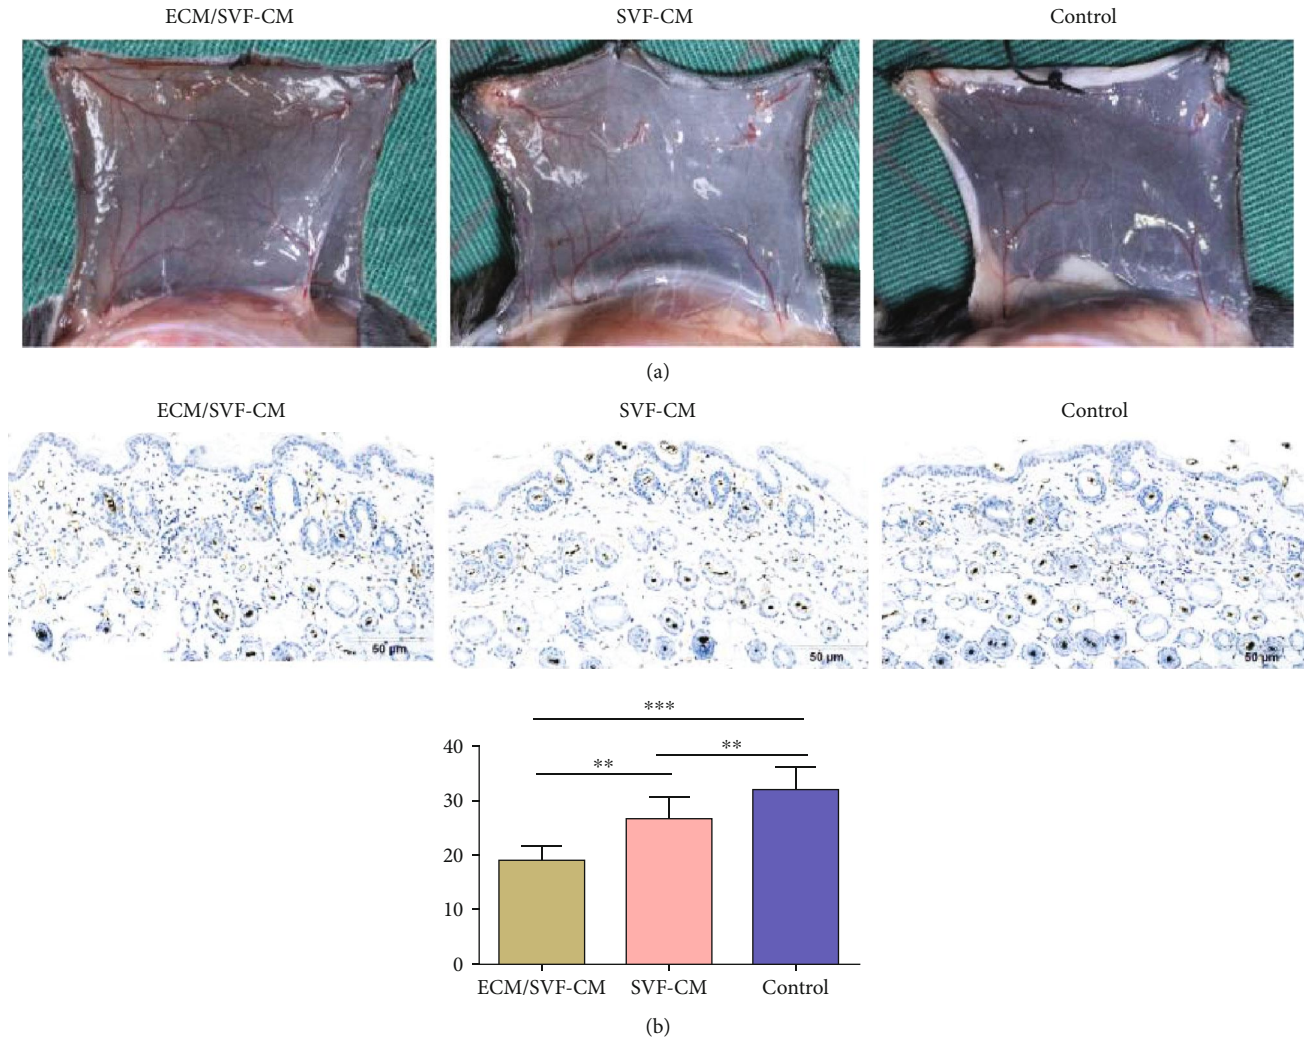 ECM/SVF-CM SVF-CM Control
(a)
ECM/SVF-CM SVF-CM Control
50 μm 50 μm 50 μm
***
** **
40
30
20
10
0
ECM/SVF-CM SVF-CM Control
(b)